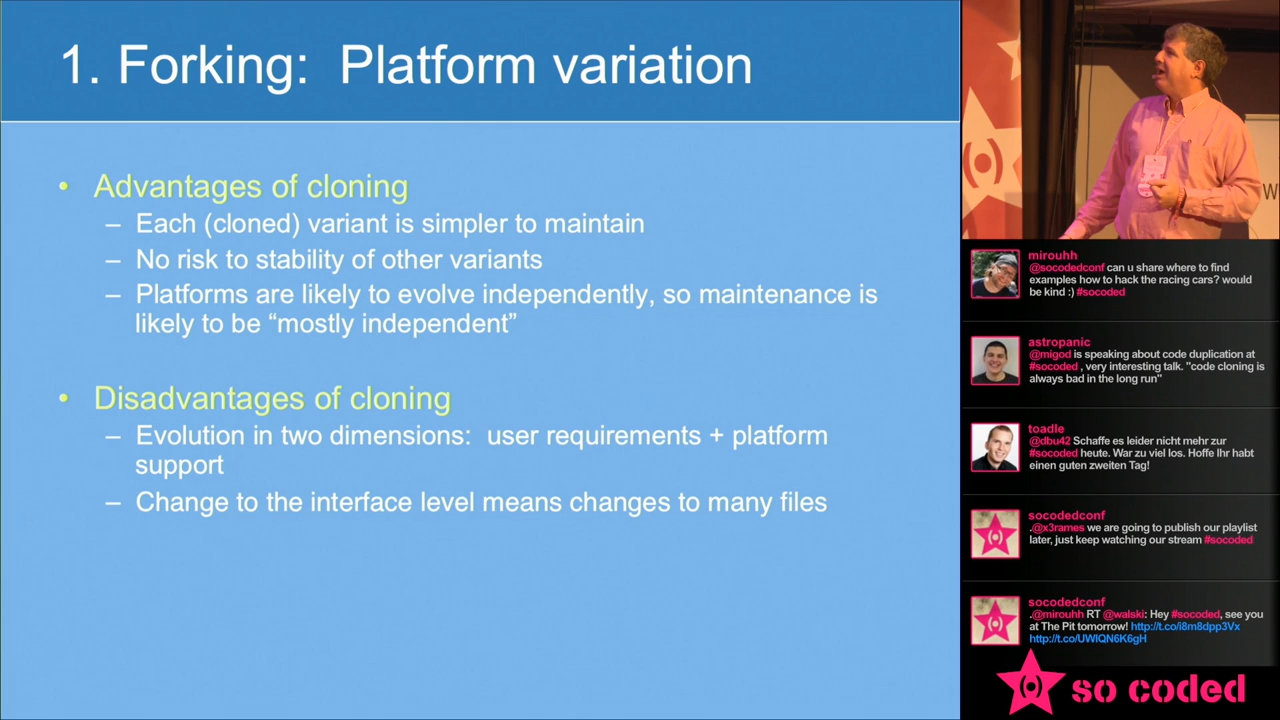 1. Forking: Platform variation
• Advantages of cloning
– Each (cloned) variant is simpler to maintain
– No risk to stability of other variants
– Platforms are likely to evolve independently, so maintenance is
likely to be “mostly independent”
• Disadvantages of cloning
– Evolution in two dimensions: user requirements + platform
support
– Change to the interface level means changes to many files
W
mirouhh
@socodedconf can u share where to find
examples how to hack the racing cars? would
be kind :) #socoded
astropanic
@migod is speaking about code duplication at
#socoded , very interesting talk. "code cloning is
always bad in the long run"
toadle
@dbu42 Schaffe es leider nicht mehr zur
#socoded heute. War zu viel los. Hoffe Ihr habt
einen guten zweiten Tag!
socodedconf
.@x3rames we are going to publish our playlist
later, just keep watching our stream #socoded
socodedconf
.@mirouhh RT @walski: Hey #socoded, see you
at The Pit tomorrow! http://t.co/i8m8dpp3Vx
http://t.co/UWIQN6K6gH
so coded